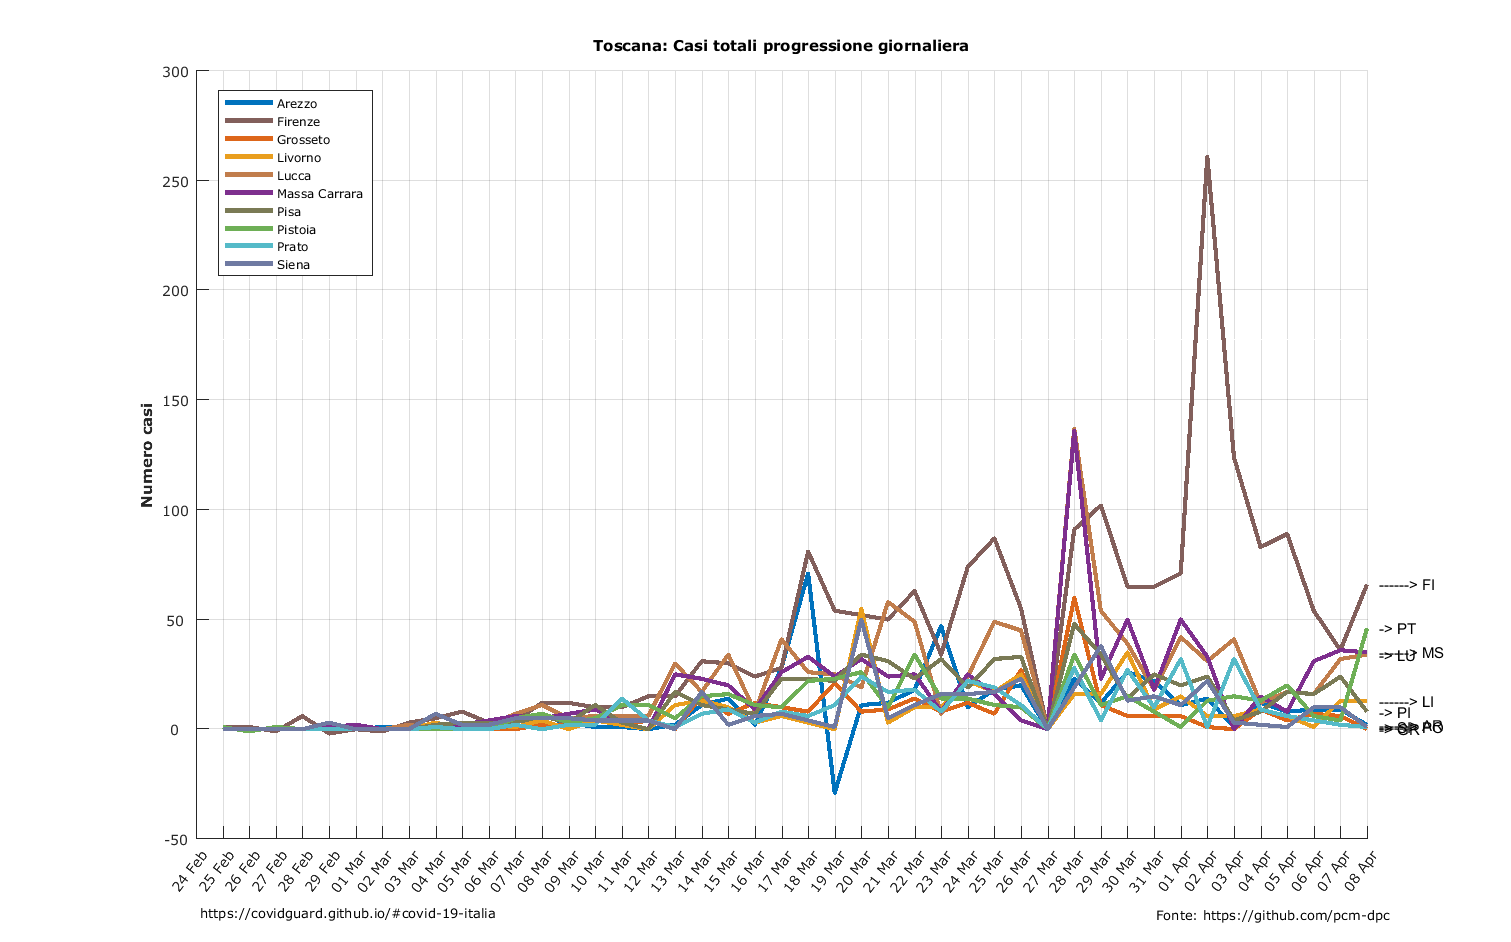 Toscana: Casi totali progressione giornaliera
Numero casi
300
250
200
150
100
50
0
-50
Arezzo
Firenze
Grosseto
Livorno
Lucca
Massa Carrara
Pisa
Pistoia
Prato
Siena
------> FI
-> PT
-----> MS
-> LU
------> LI
-> PI
24 Feb
25 Feb
26 Feb
27 Feb
28 Feb
29 Feb
01 Mar
02 Mar
03 Mar
04 Mar
05 Mar
06 Mar
07 Mar
08 Mar
09 Mar
10 Mar
11 Mar
12 Mar
13 Mar
14 Mar
15 Mar
16 Mar
17 Mar
18 Mar
19 Mar
20 Mar
21 Mar
22 Mar
23 Mar
24 Mar
25 Mar
26 Mar
27 Mar
28 Mar
29 Mar
30 Mar
31 Mar
01 Apr
02 Apr
03 Apr
04 Apr
05 Apr
06 Apr
07 Apr
08 Apr
https://covidguard.github.io/#covid-19-italia
Fonte: https://github.com/pcm-dpc